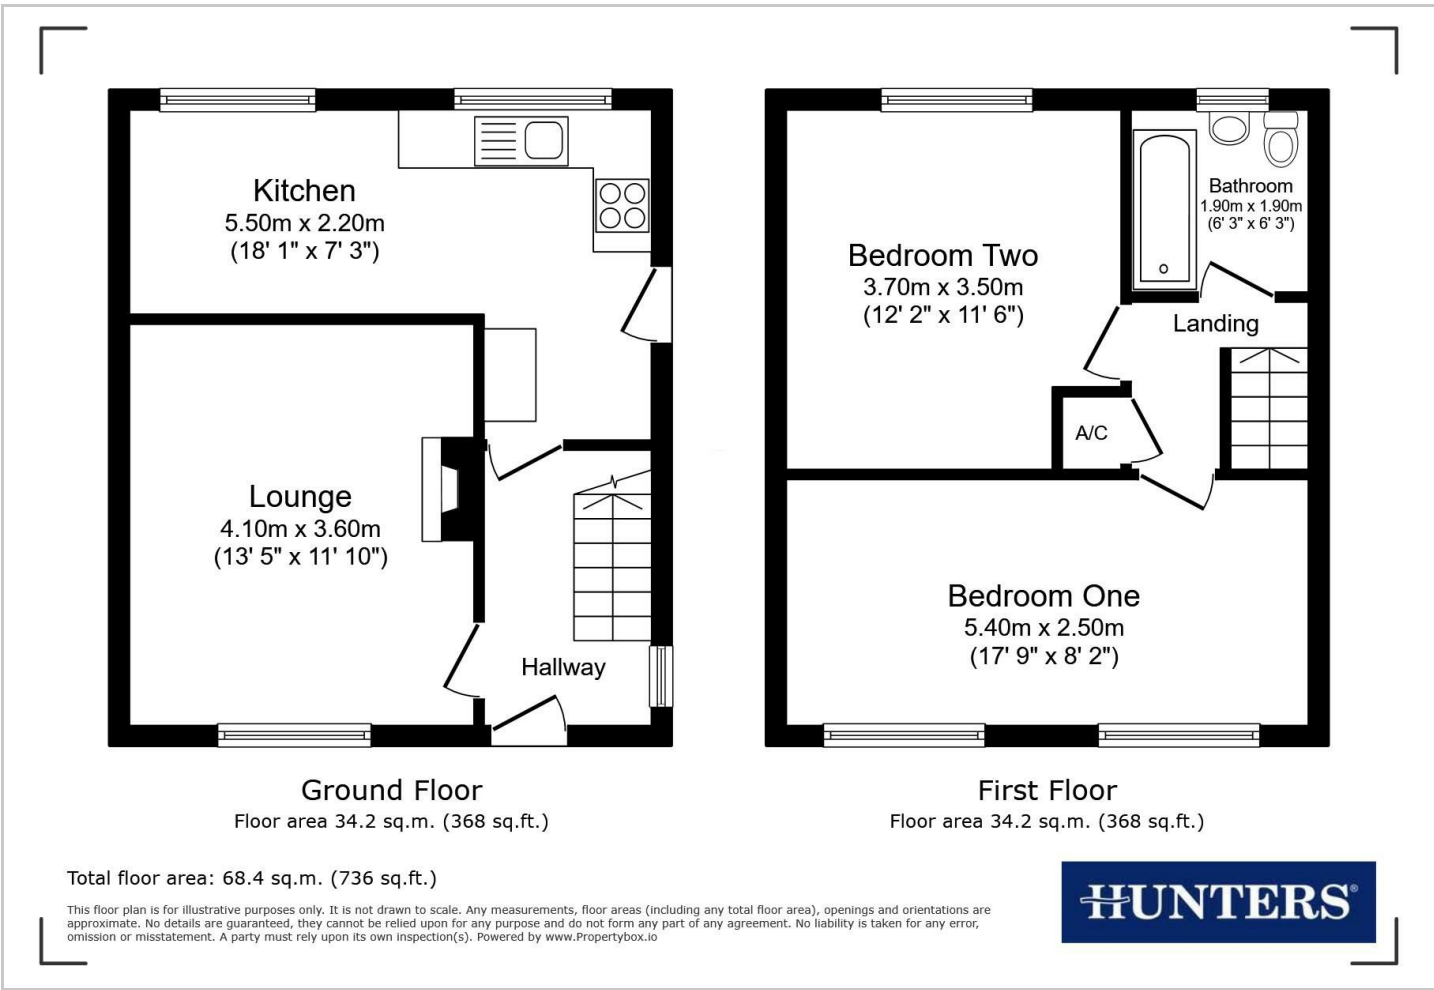 Kitchen
5.50m x 2.20m
(18' 1" x 7' 3")
Lounge
4.10m x 3.60m
(13' 5" x 11' 10")
Hallway
Bedroom Two
3.70m x 3.50m
(12' 2" x 11' 6")
Bathroom
1.90m x 1.90m
(6' 3" x 6' 3")
Landing
A/C
Bedroom One
5.40m x 2.50m
(17' 9" x 8' 2")
Ground Floor
Floor area 34.2 sq.m. (368 sq.ft.)
First Floor
Floor area 34.2 sq.m. (368 sq.ft.)
Total floor area: 68.4 sq.m. (736 sq.ft.)
This floor plan is for illustrative purposes only. It is not drawn to scale. Any measurements, floor areas (including any total floor area), openings and orientations are
approximate. No details are guaranteed, they cannot be relied upon for any purpose and do not form any part of any agreement. No liability is taken for any error,
omission or misstatement. A party must rely upon its own inspection(s). Powered by www.Propertybox.io
HUNTERS®